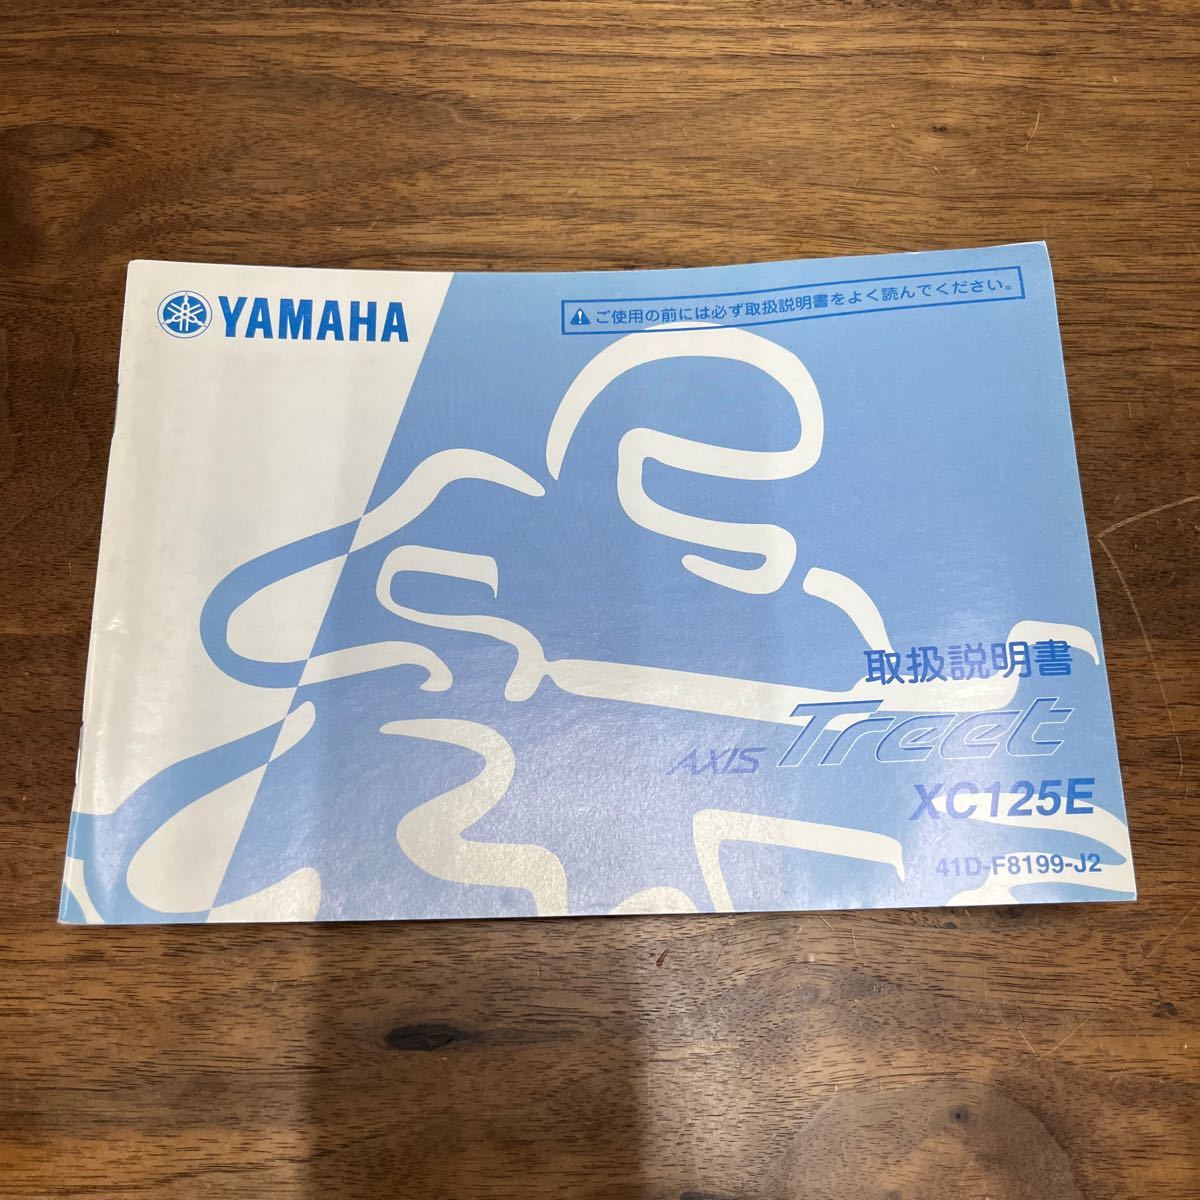 YAMAHA
ご使用の前には必ず取扱説明書をよく読んでください。
取扱説明書
AXIS Treet
XC125E
41D-F8199-J2